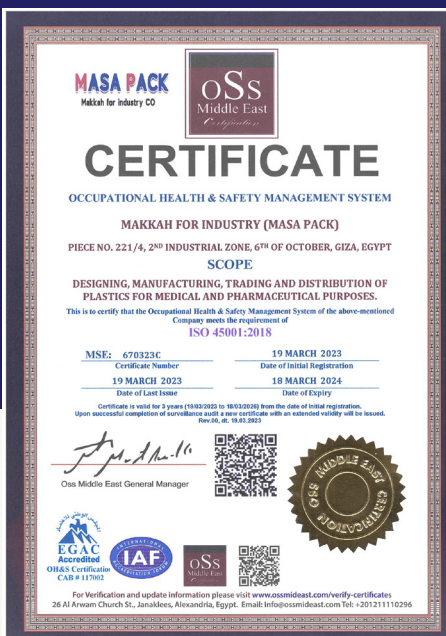 MASA PACK
Makkah for industry CO
OSS
Middle East
Certification
CERTIFICATE
OCCUPATIONAL HEALTH & SAFETY MANAGEMENT SYSTEM
MAKKAH FOR INDUSTRY (MASA PACK)
PIECE NO. 221/4, 2ND INDUSTRIAL ZONE, 6TH OF OCTOBER, GIZA, EGYPT
SCOPE
DESIGNING, MANUFACTURING, TRADING AND DISTRIBUTION OF
PLASTICS FOR MEDICAL AND PHARMACEUTICAL PURPOSES.
This is to certify that the Occupational Health & Safety Management System of the above-mentioned
Company meets the requirement of
ISO 45001:2018
MSE: 670323C 19 MARCH 2023
Certificate Number Date of Initial Registration
19 MARCH 2023 18 MARCH 2024
Date of Last Issue Date of Expiry
Certificate is valid for 3 years (19/03/2023 to 18/03/2026) from the date of initial registration.
Upon successful completion of surveillance audit a new certificate with an extended validity will be issued.
Rev.00, dt. 19.03.2023
Oss Middle East General Manager
OSS MIDDLE EAST CERTIFICATION
EGAC
Accredited
OH&S Certification
CAB # 117002
INTERNATIONAL
IAF
ACCREDITATION FORUM
OSS
Middle East
For Verification and update information please visit www.ossmideast.com/verify-certificates
26 Al Arwam Church St., Janaklees, Alexandria, Egypt. Email: Info@ossmideast.com Tel: +201211110296